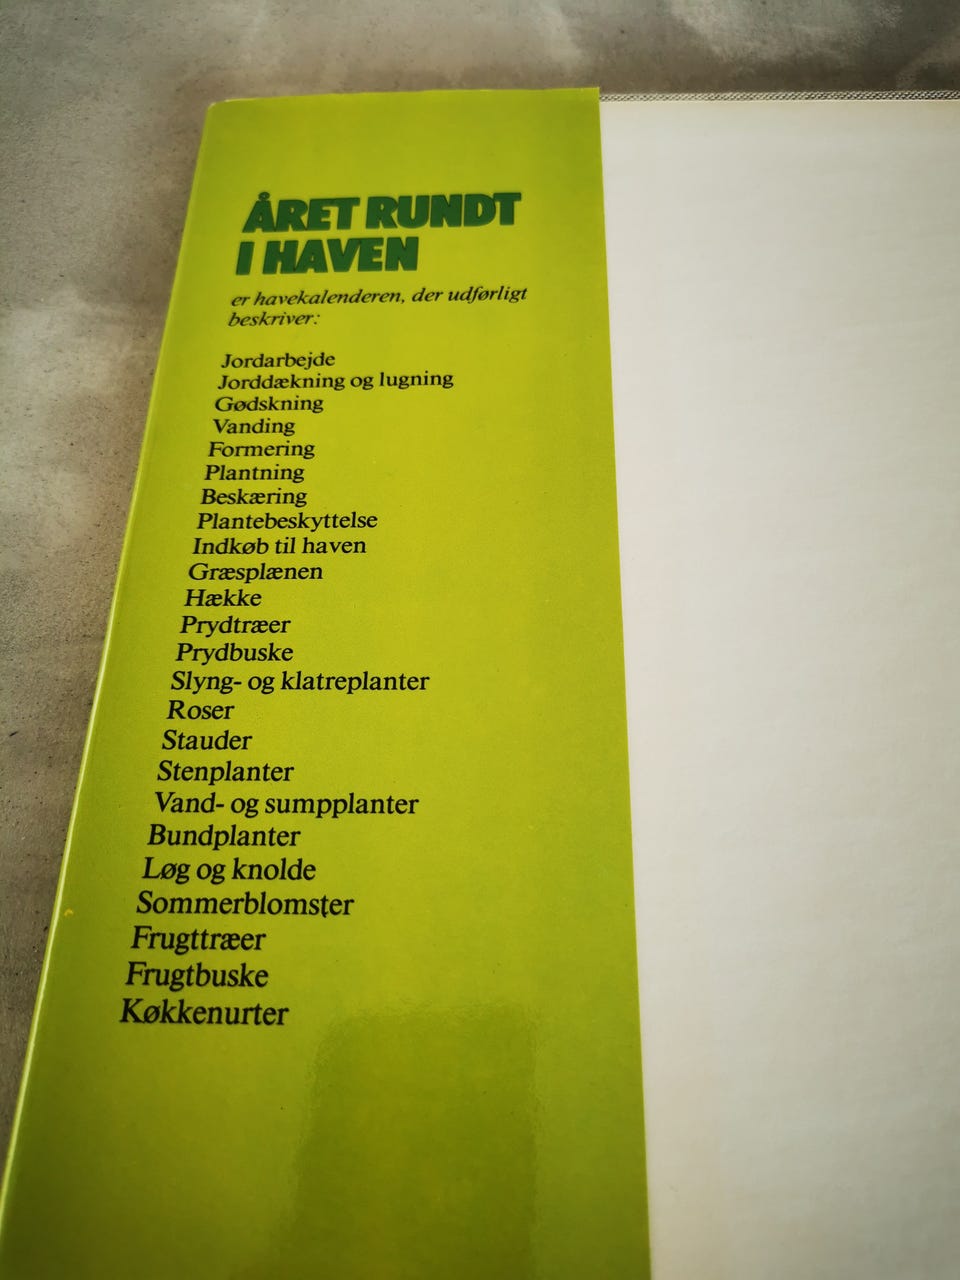 ÅRET RUNDT
I HAVEN
er havekalenderen, der udførligt
beskriver:
Jordarbejde
Jorddækning og lugning
Gødskning
Vanding
Formering
Plantning
Beskæring
Plantebeskyttelse
Indkøb til haven
Græsplænen
Hække
Prydtræer
Prydbuske
Slyng- og klatreplanter
Roser
Stauder
Stenplanter
Vand- og sumpplanter
Bundplanter
Løg og knolde
Sommerblomster
Frugttræer
Frugtbuske
Køkkenurter